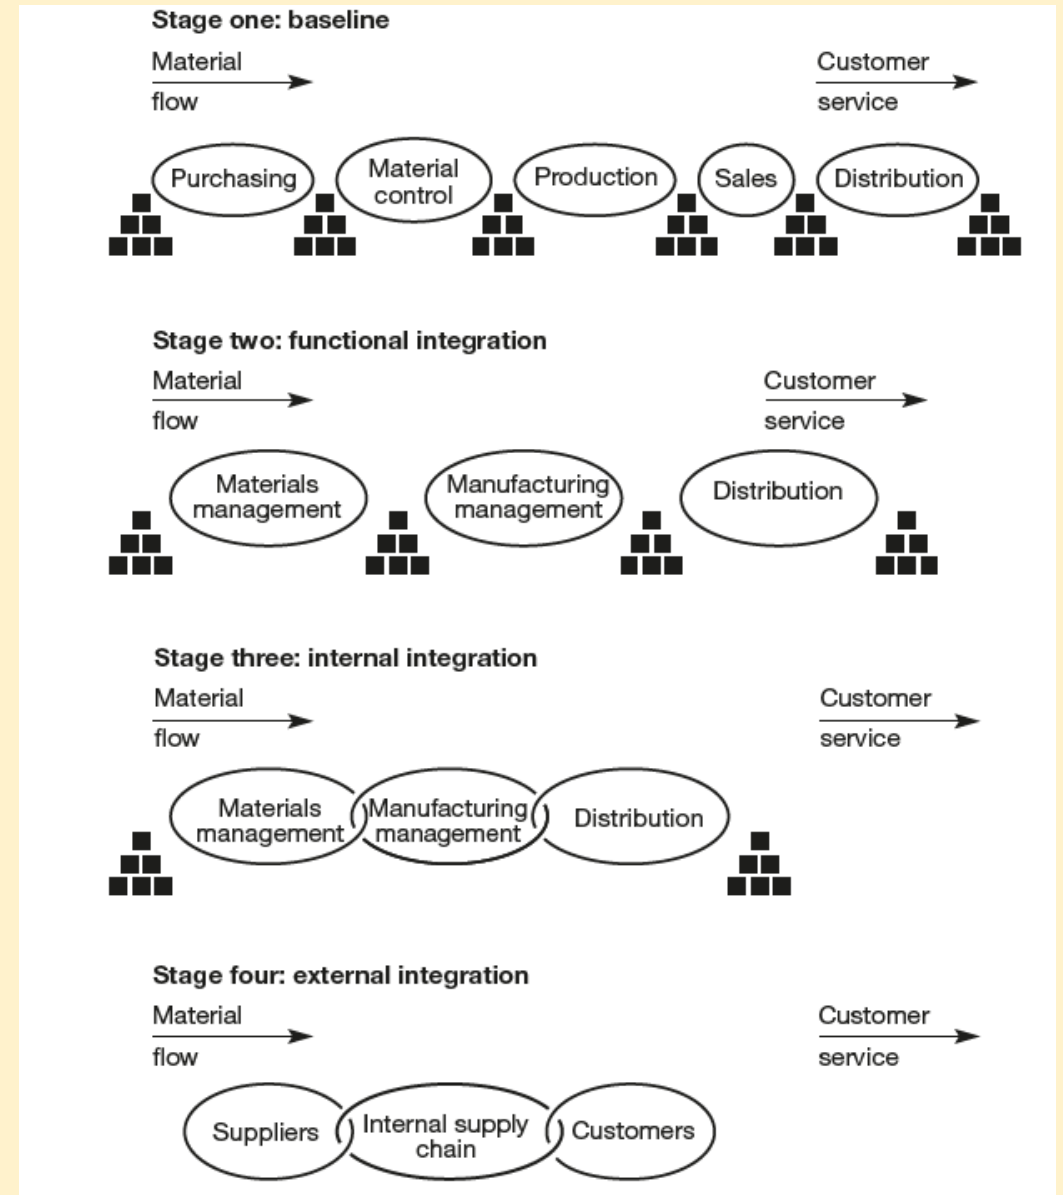 Stage one: baseline
Material
flow
Customer
service
Purchasing
Material
control
Production
Sales
Distribution
Stage two: functional integration
Material
flow
Customer
service
Materials
management
Manufacturing
management
Distribution
Stage three: internal integration
Material
flow
Customer
service
Materials
management
Manufacturing
management
Distribution
Stage four: external integration
Material
flow
Customer
service
Suppliers
Internal supply
chain
Customers